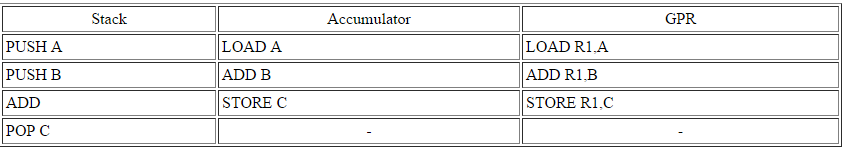 Stack Accumulator GPR
PUSH A LOAD A LOAD R1,A
PUSH B ADD B ADD R1,B
ADD STORE C STORE R1,C
POP C - -